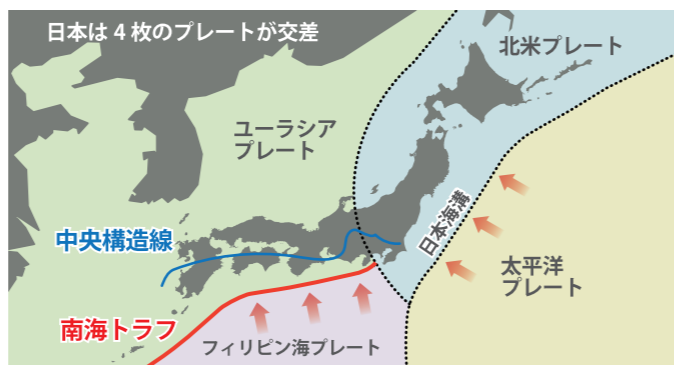 日本は 4 枚のプレートが交差
北米プレート
ユーラシア
プレート
日本海溝
中央構造線
太平洋
プレート
南海トラフ
フィリピン海プレート